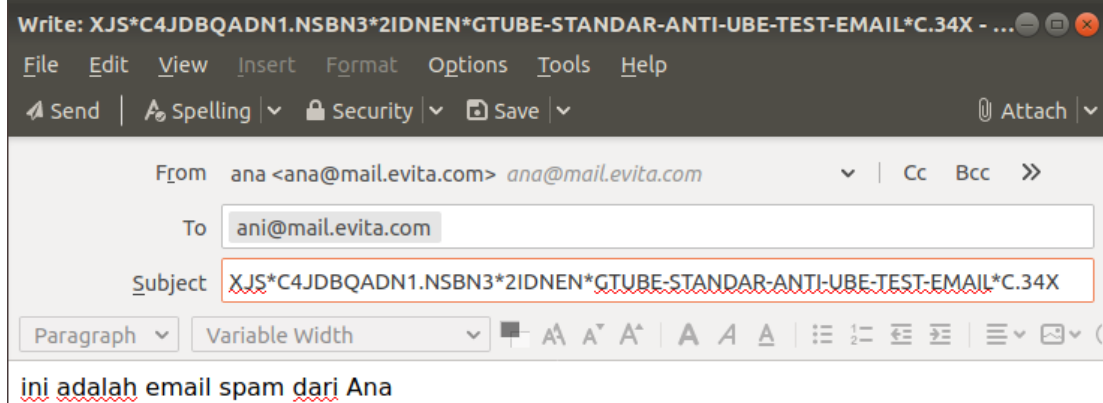 Write: XJS*C4JDBQADN1.NSBN3*2IDNEN*GTUBE-STANDAR-ANTI-UBE-TEST-EMAIL*C.34X - ...
File Edit View Insert Format Options Tools Help
Send Spelling Security Save Attach
From ana <ana@mail.evita.com> ana@mail.evita.com Cc Bcc
To ani@mail.evita.com
Subject XJS*C4JDBQADN1.NSBN3*2IDNEN*GTUBE-STANDAR-ANTI-UBE-TEST-EMAIL*C.34X
Paragraph Variable Width
ini adalah email spam dari Ana